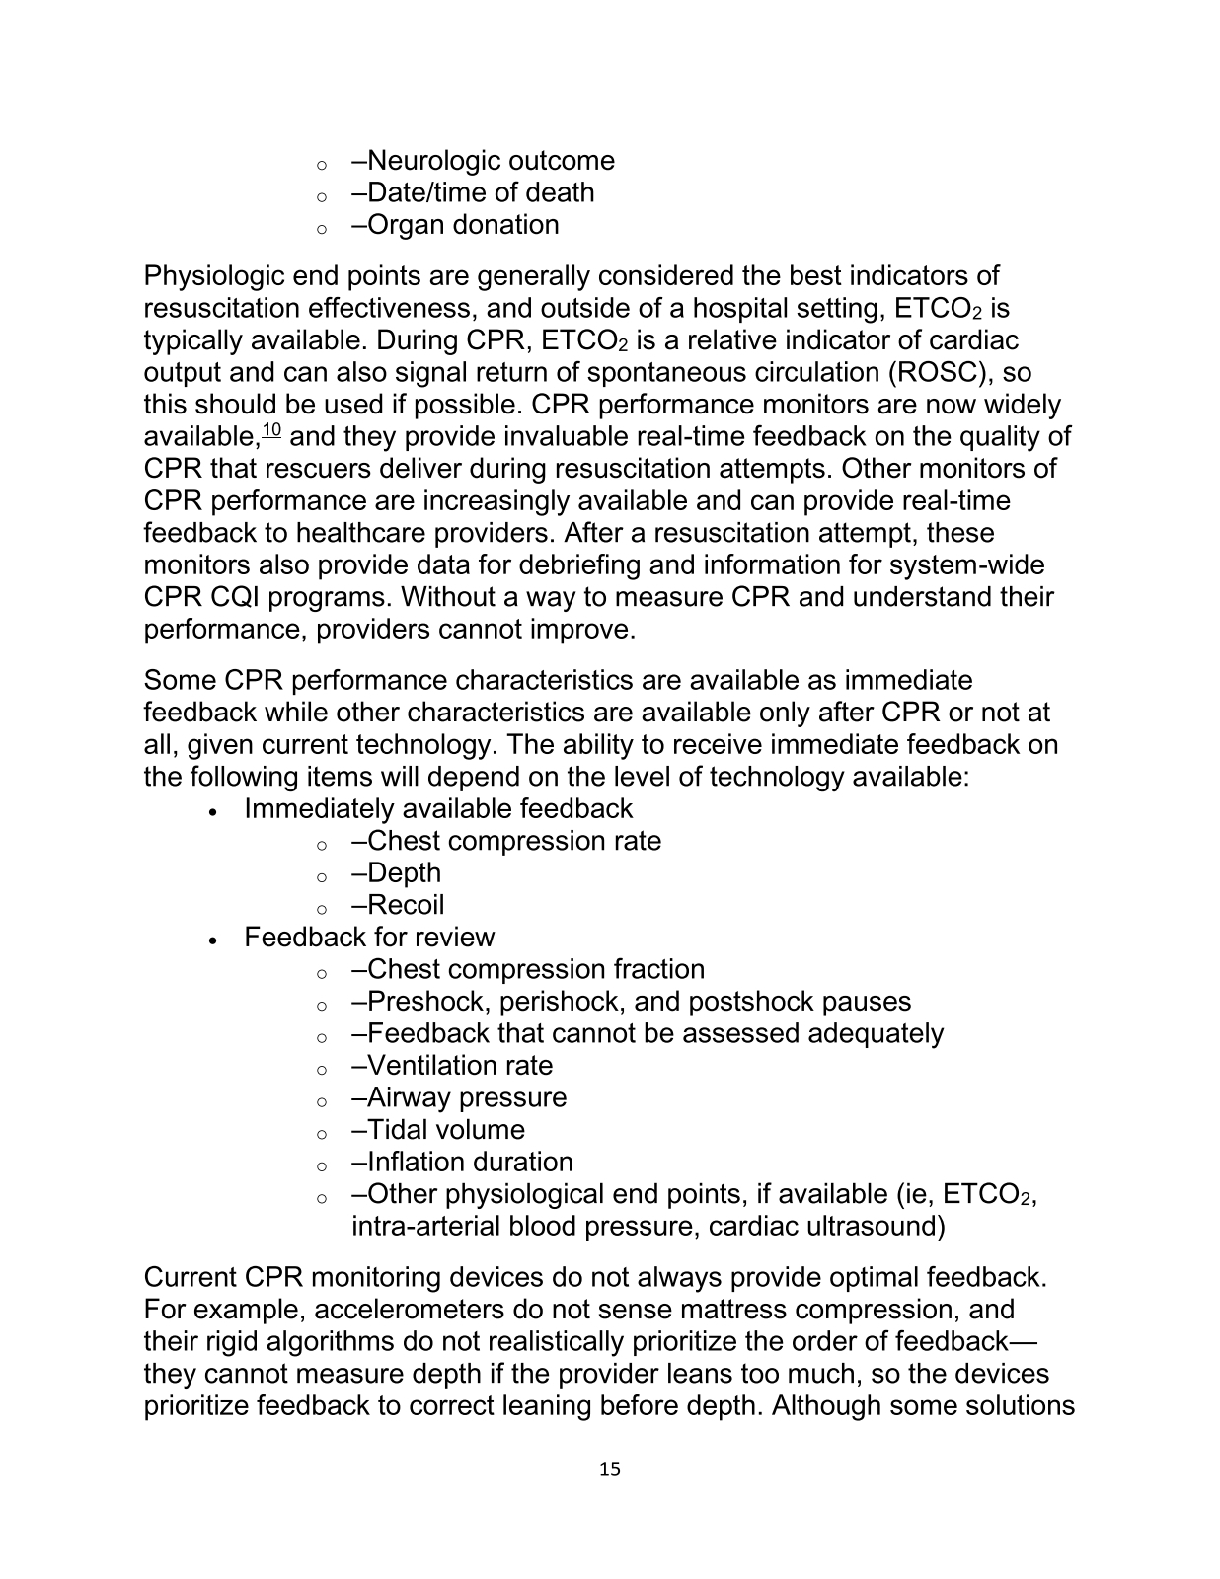 o –Neurologic outcome
o –Date/time of death
o –Organ donation
Physiologic end points are generally considered the best indicators of
resuscitation effectiveness, and outside of a hospital setting, ETCO₂ is
typically available. During CPR, ETCO₂ is a relative indicator of cardiac
output and can also signal return of spontaneous circulation (ROSC), so
this should be used if possible. CPR performance monitors are now widely
available,10 and they provide invaluable real-time feedback on the quality of
CPR that rescuers deliver during resuscitation attempts. Other monitors of
CPR performance are increasingly available and can provide real-time
feedback to healthcare providers. After a resuscitation attempt, these
monitors also provide data for debriefing and information for system-wide
CPR CQI programs. Without a way to measure CPR and understand their
performance, providers cannot improve.
Some CPR performance characteristics are available as immediate
feedback while other characteristics are available only after CPR or not at
all, given current technology. The ability to receive immediate feedback on
the following items will depend on the level of technology available:
• Immediately available feedback
o –Chest compression rate
o –Depth
o –Recoil
• Feedback for review
o –Chest compression fraction
o –Preshock, perishock, and postshock pauses
o –Feedback that cannot be assessed adequately
o –Ventilation rate
o –Airway pressure
o –Tidal volume
o –Inflation duration
o –Other physiological end points, if available (ie, ETCO₂,
intra-arterial blood pressure, cardiac ultrasound)
Current CPR monitoring devices do not always provide optimal feedback.
For example, accelerometers do not sense mattress compression, and
their rigid algorithms do not realistically prioritize the order of feedback—
they cannot measure depth if the provider leans too much, so the devices
prioritize feedback to correct leaning before depth. Although some solutions
15